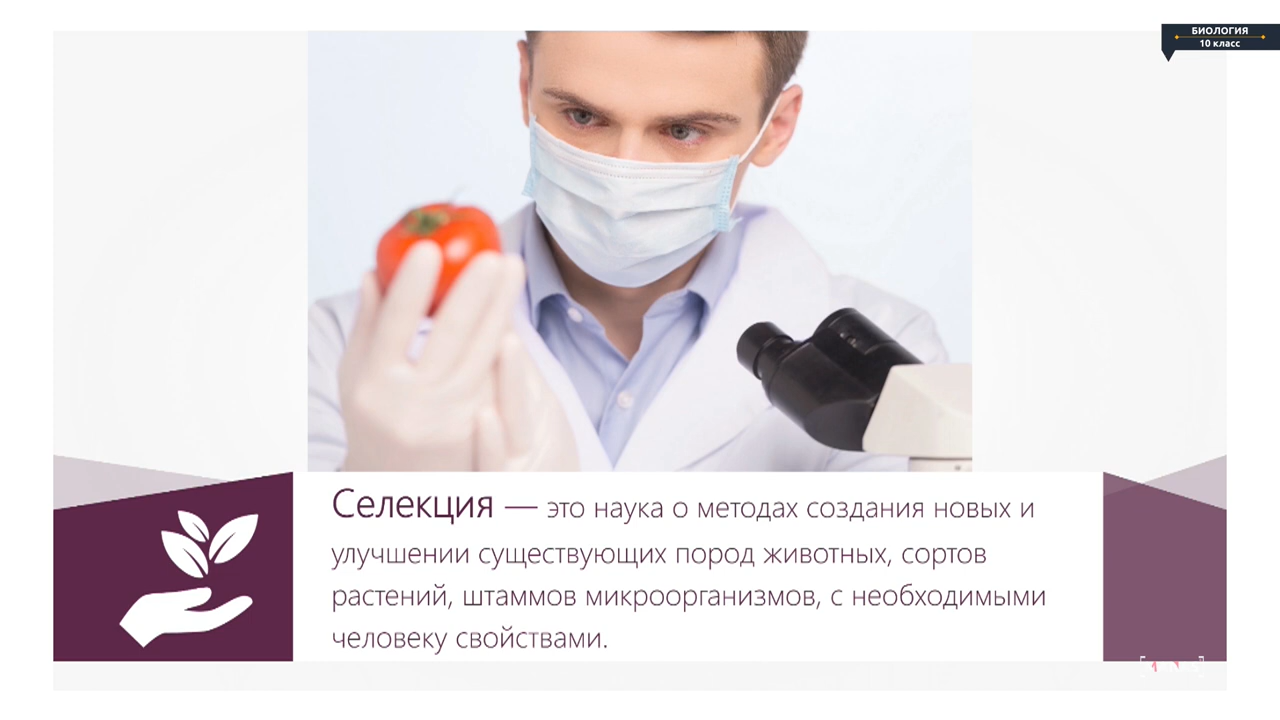 БИОЛОГИЯ
10 класс
Селекция — это наука о методах создания новых и
улучшении существующих пород животных, сортов
растений, штаммов микроорганизмов, с необходимыми
человеку свойствами.